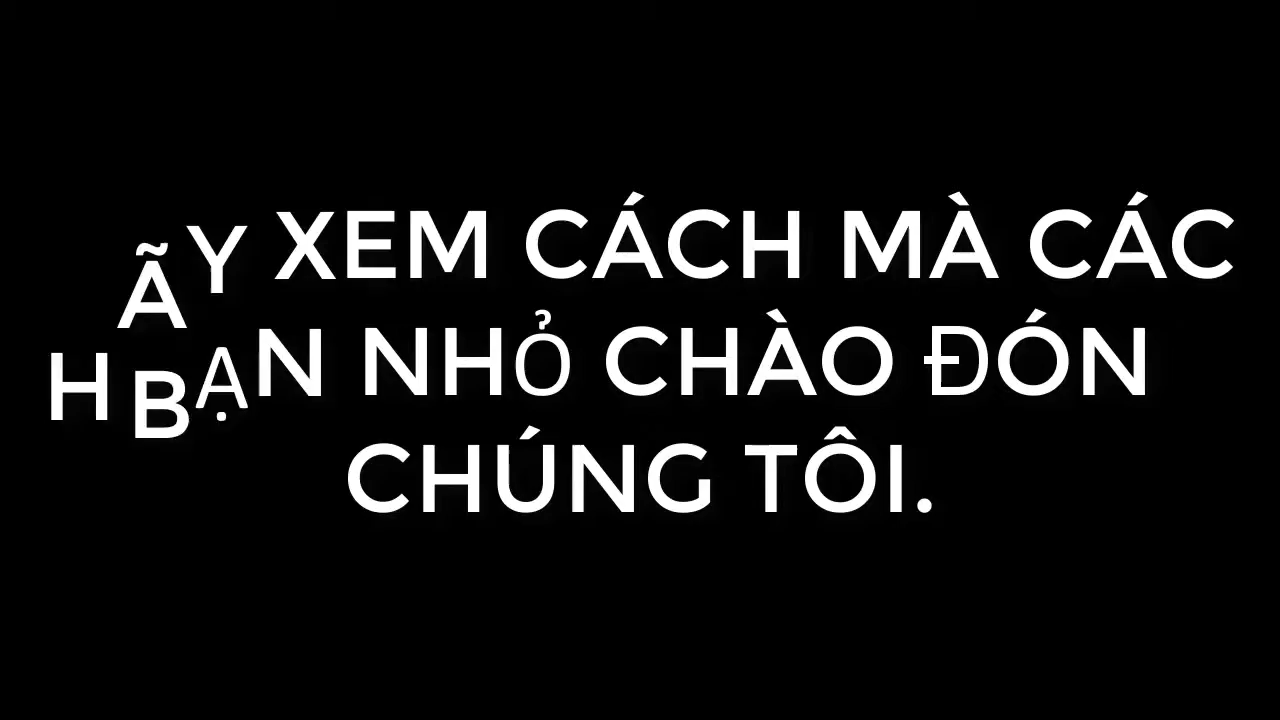 HÃY XEM CÁCH MÀ CÁC
BẠN NHỎ CHÀO ĐÓN
CHÚNG TÔI.